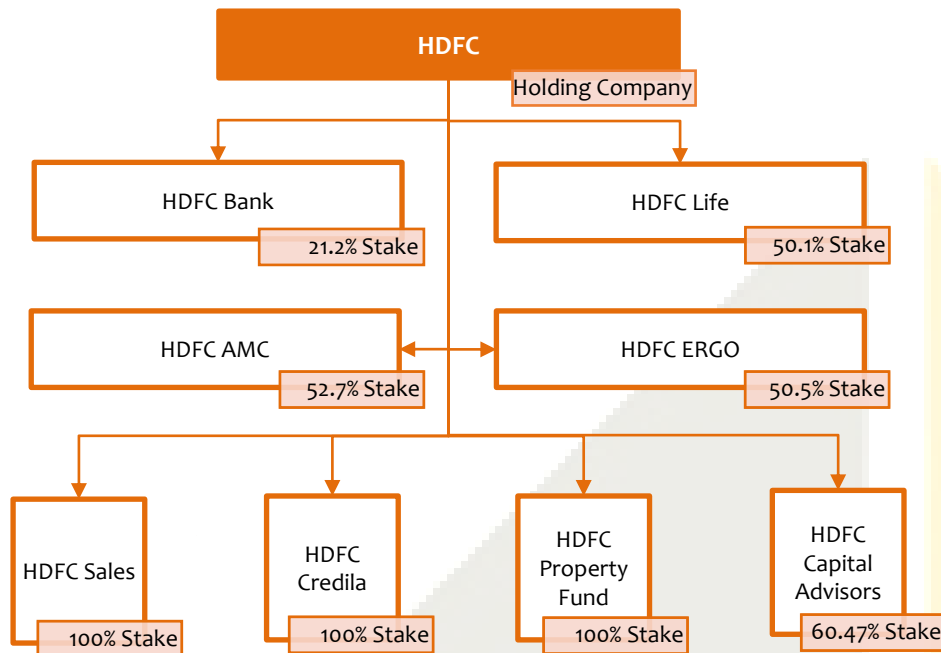 HDFC
Holding Company
HDFC Bank
21.2% Stake
HDFC Life
50.1% Stake
HDFC AMC
52.7% Stake
HDFC ERGO
50.5% Stake
HDFC Sales
100% Stake
HDFC
Credila
100% Stake
HDFC
Property
Fund
100% Stake
HDFC
Capital
Advisors
60.47% Stake